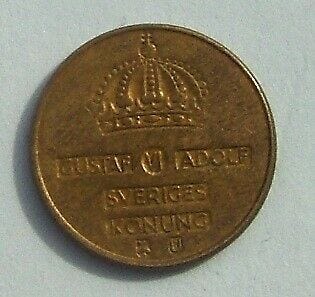 GUSTAF VI ADOLF
SVERIGES
KONUNG
U